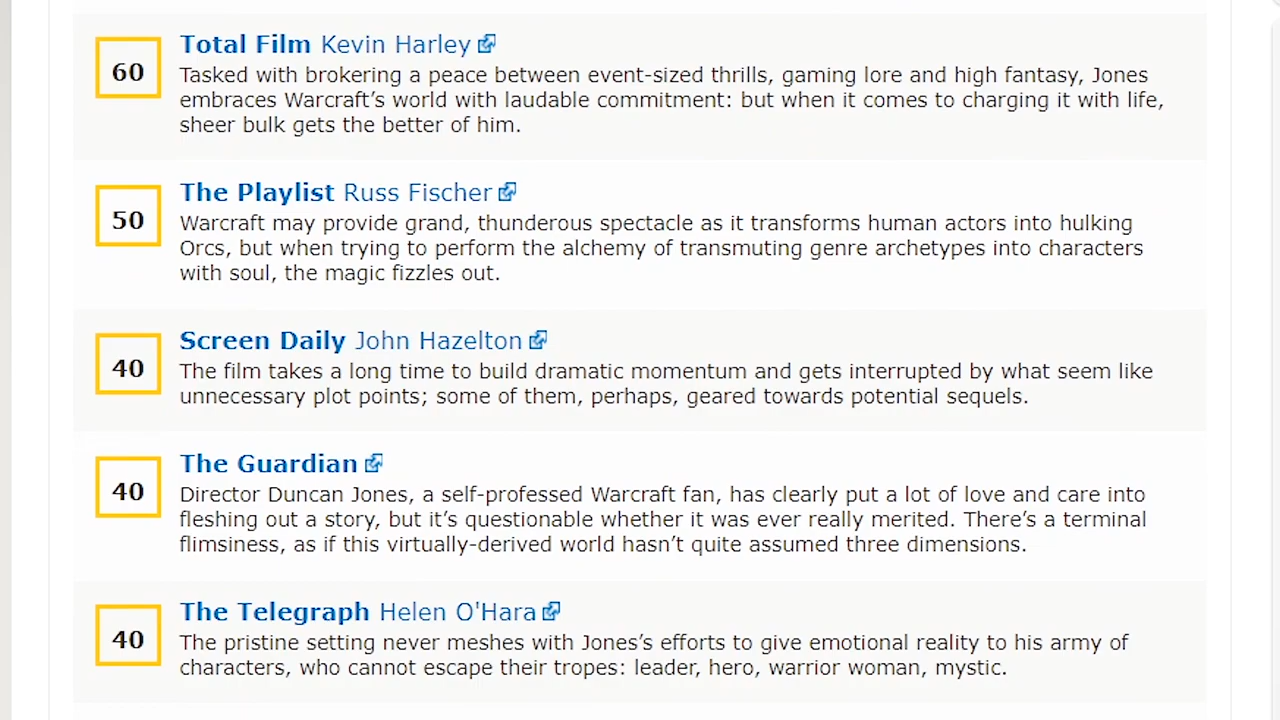 Total Film Kevin Harley
60
Tasked with brokering a peace between event-sized thrills, gaming lore and high fantasy, Jones
embraces Warcraft’s world with laudable commitment: but when it comes to charging it with life,
sheer bulk gets the better of him.
The Playlist Russ Fischer
50
Warcraft may provide grand, thunderous spectacle as it transforms human actors into hulking
Orcs, but when trying to perform the alchemy of transmuting genre archetypes into characters
with soul, the magic fizzles out.
Screen Daily John Hazelton
40
The film takes a long time to build dramatic momentum and gets interrupted by what seem like
unnecessary plot points; some of them, perhaps, geared towards potential sequels.
The Guardian
40
Director Duncan Jones, a self-professed Warcraft fan, has clearly put a lot of love and care into
fleshing out a story, but it’s questionable whether it was ever really merited. There’s a terminal
flimsiness, as if this virtually-derived world hasn’t quite assumed three dimensions.
The Telegraph Helen O'Hara
40
The pristine setting never meshes with Jones’s efforts to give emotional reality to his army of
characters, who cannot escape their tropes: leader, hero, warrior woman, mystic.